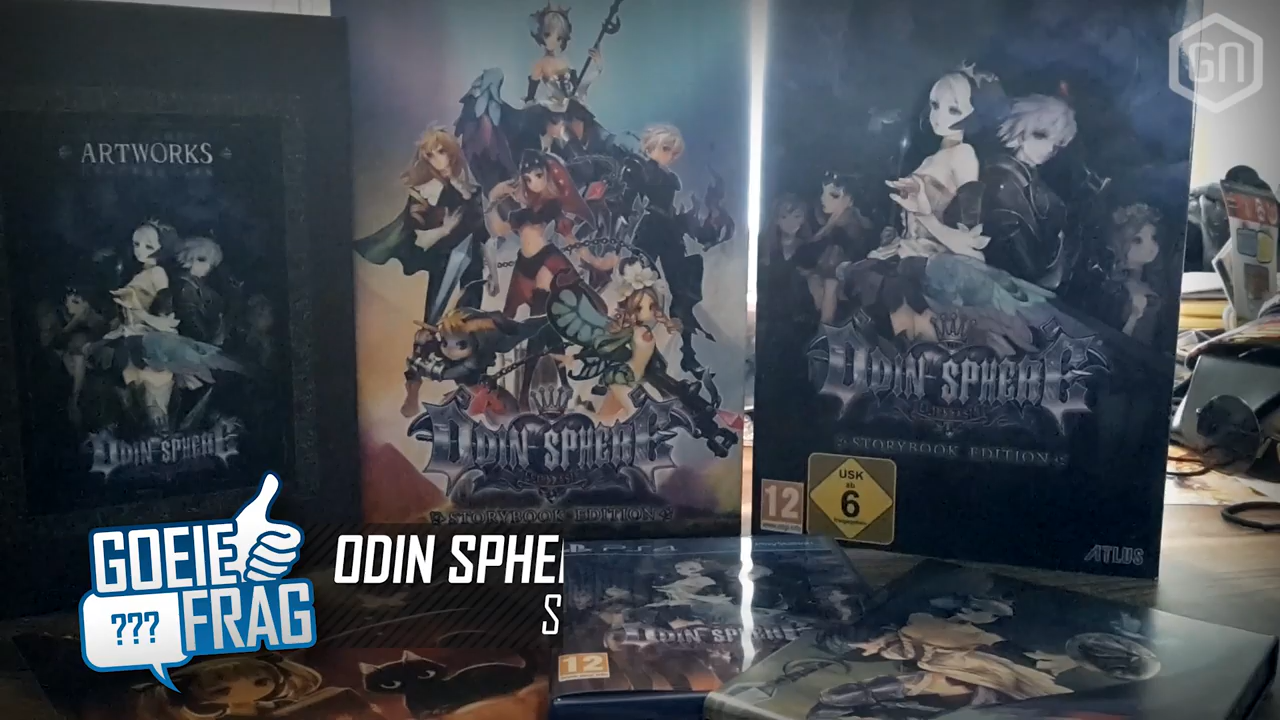 GN
ARTWORKS
ODIN SPHERE
ODIN SPHERE
STORYBOOK EDITION
ODIN SPHERE
STORYBOOK EDITION
12
USK
ab
6
ATLUS
GOEIE
???
FRAG
ODIN SPHE
S
ODIN SPHERE
12